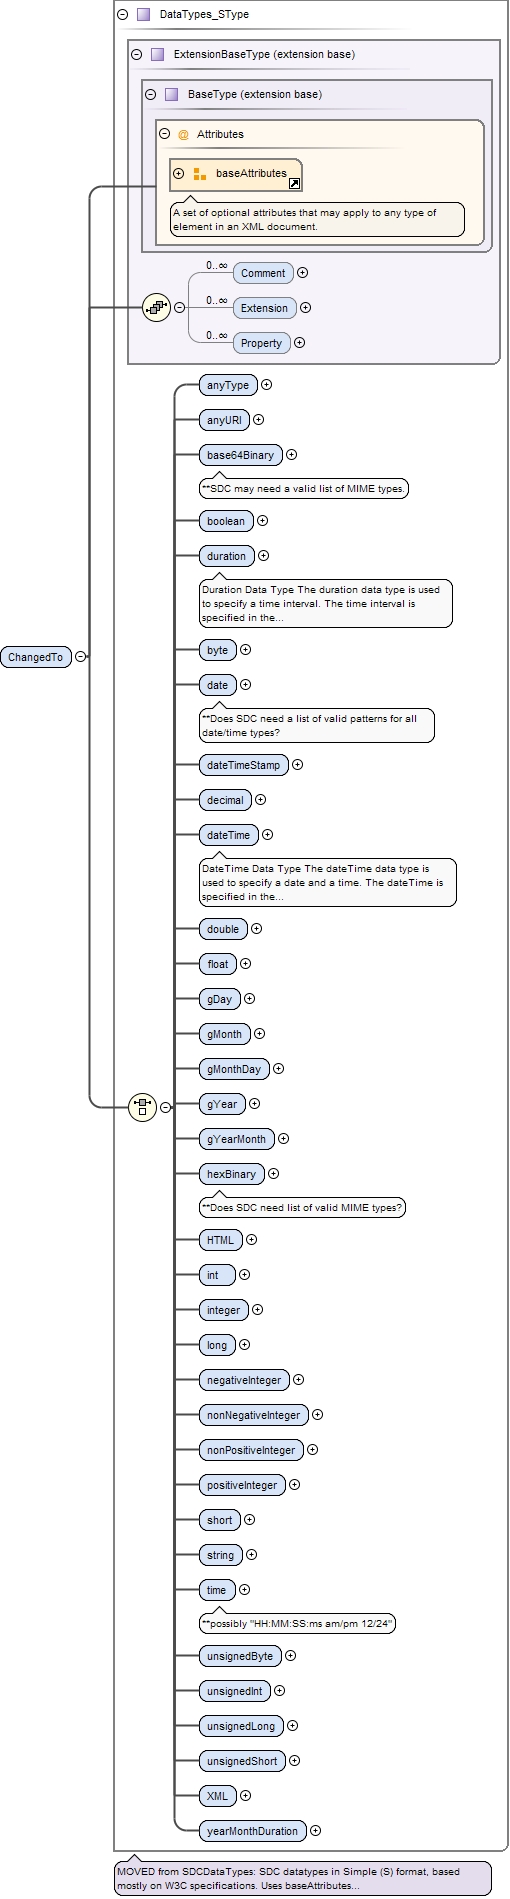 DataTypes_SType
ExtensionBaseType (extension base)
BaseType (extension base)
@ Attributes
baseAttributes
A set of optional attributes that may apply to any type of
element in an XML document.
0..∞
Comment
0..∞
Extension
0..∞
Property
anyType
anyURI
base64Binary
**SDC may need a valid list of MIME types.
boolean
duration
Duration Data Type The duration data type is used
to specify a time interval. The time interval is
specified in the...
ChangedTo
byte
date
**Does SDC need a list of valid patterns for all
date/time types?
dateTimeStamp
decimal
dateTime
DateTime Data Type The dateTime data type is
used to specify a date and a time. The dateTime is
specified in the...
double
float
gDay
gMonth
gMonthDay
gYear
gYearMonth
hexBinary
**Does SDC need list of valid MIME types?
HTML
int
integer
long
negativeInteger
nonNegativeInteger
nonPositiveInteger
positiveInteger
short
string
time
**possibly "HH:MM:SS:ms am/pm 12/24"
unsignedByte
unsignedInt
unsignedLong
unsignedShort
XML
yearMonthDuration
MOVED from SDCDataTypes: SDC datatypes in Simple (S) format, based
mostly on W3C specifications. Uses baseAttributes...